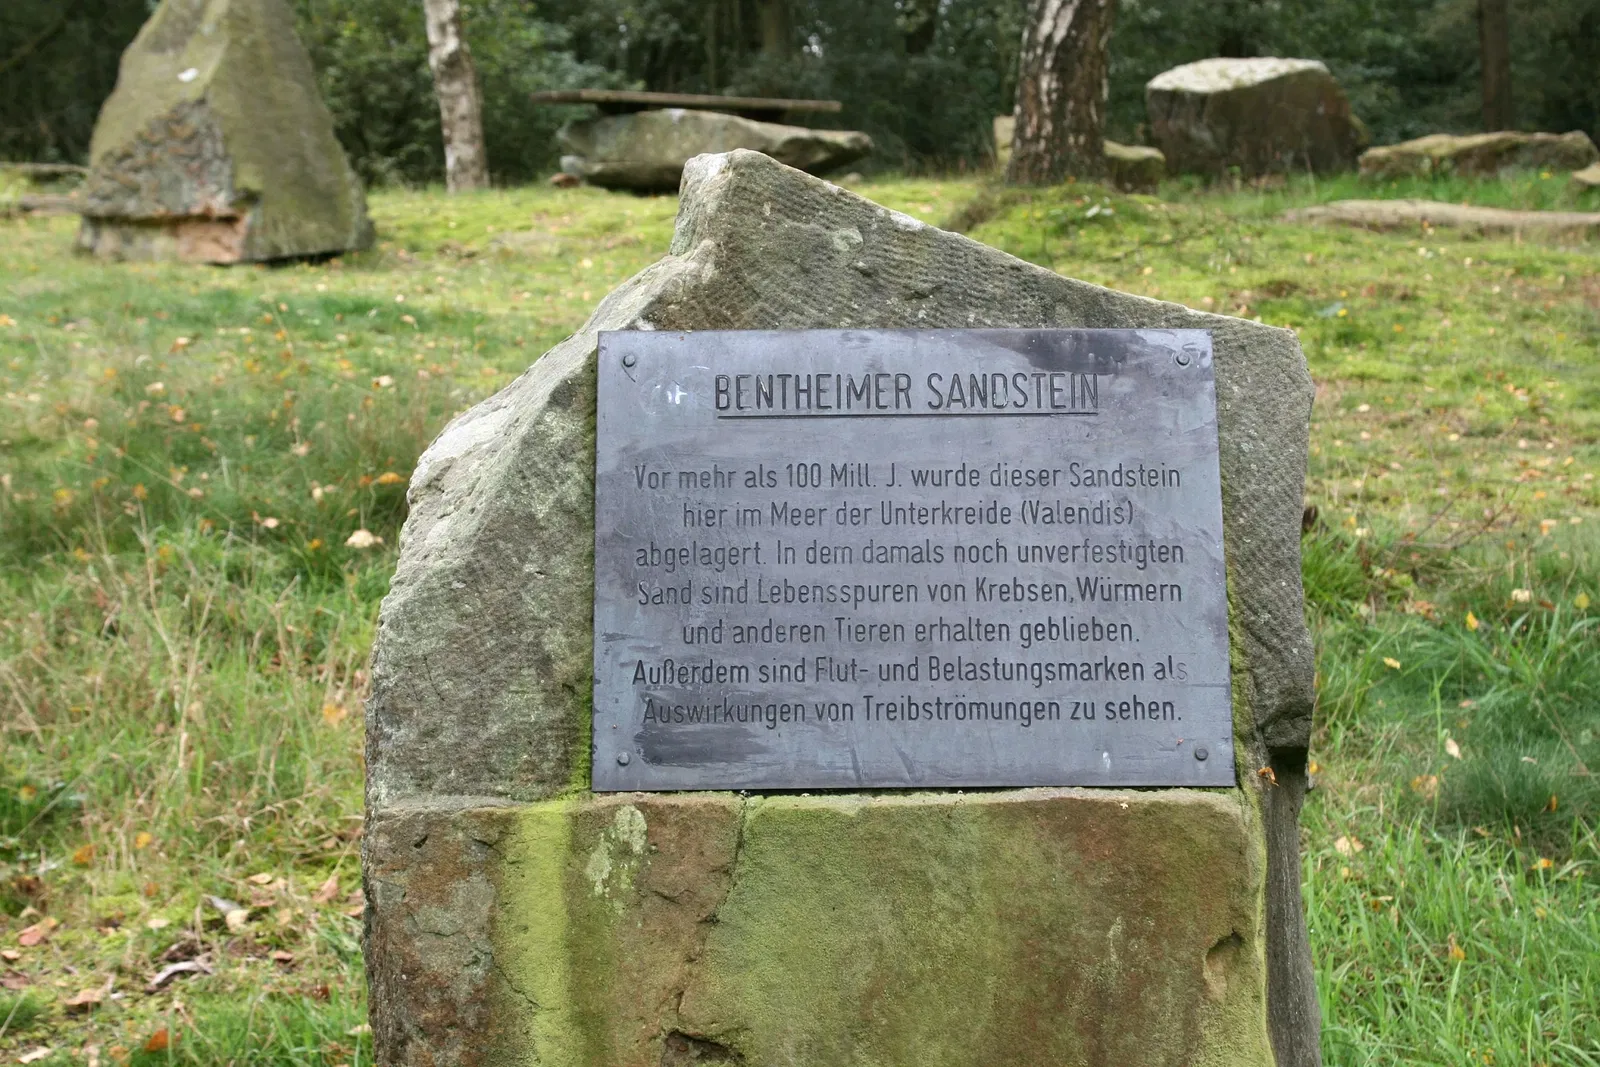 BENTHEIMER SANDSTEIN
Vor mehr als 100 Mill. J. wurde dieser Sandstein
hier im Meer der Unterkreide (Valendis)
abgelagert. In dem damals noch unverfestigten
Sand sind Lebensspuren von Krebsen, Würmern
und anderen Tieren erhalten geblieben.
Außerdem sind Flut- und Belastungsmarken als
Auswirkungen von Treibströmungen zu sehen.